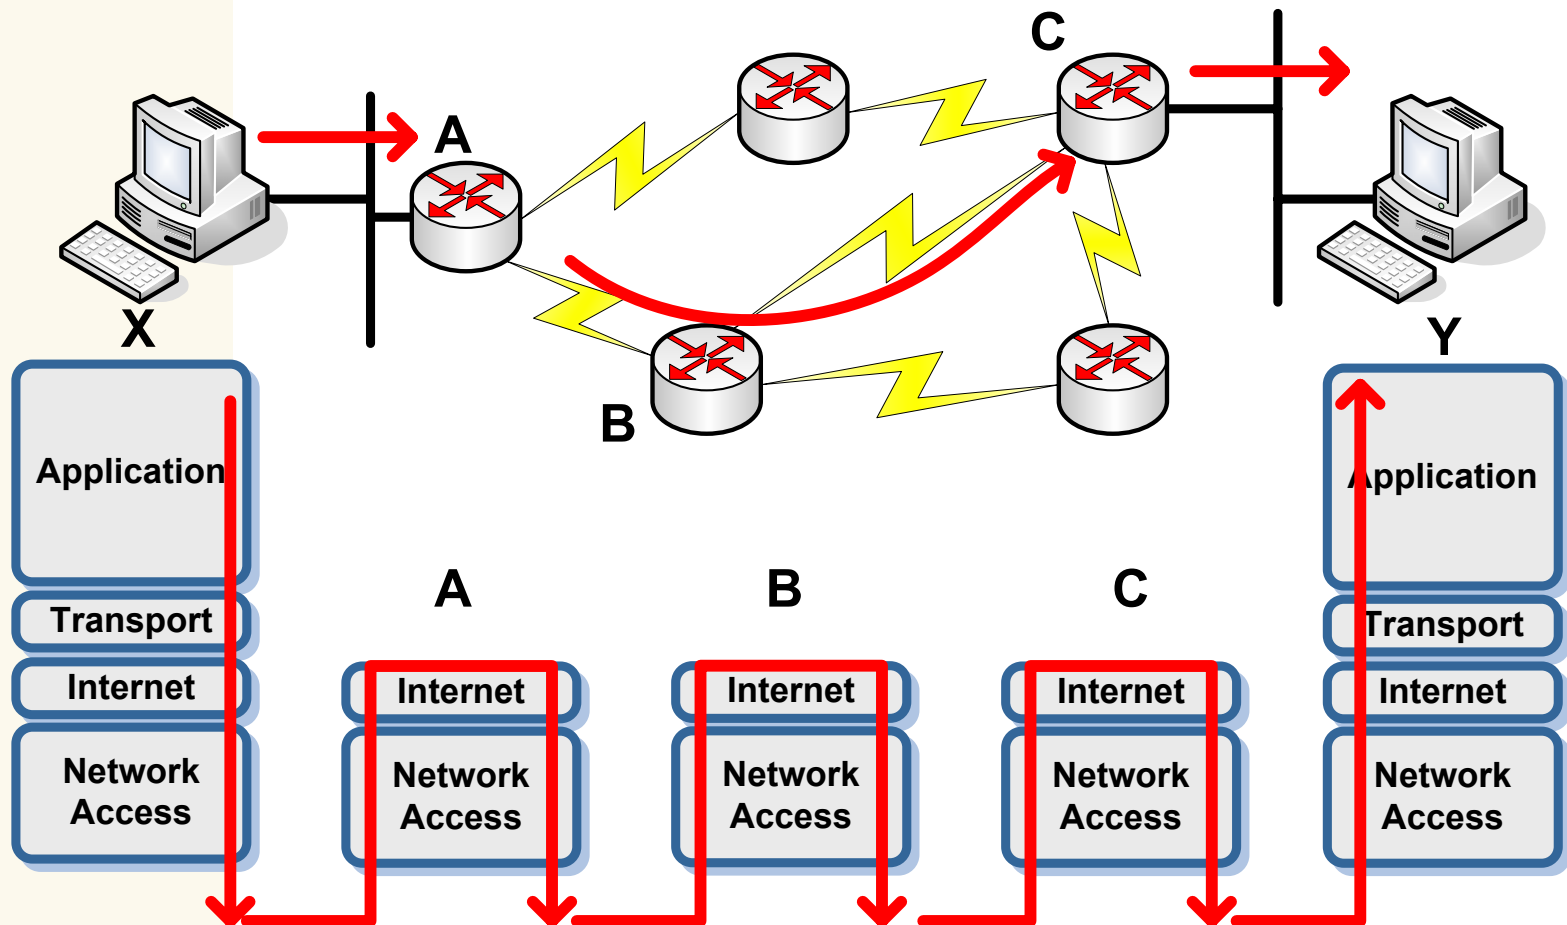 C
A
X
Y
B
Application
Application
A
B
C
Transport
Transport
Internet
Internet
Internet
Internet
Internet
Network
Access
Network
Access
Network
Access
Network
Access
Network
Access